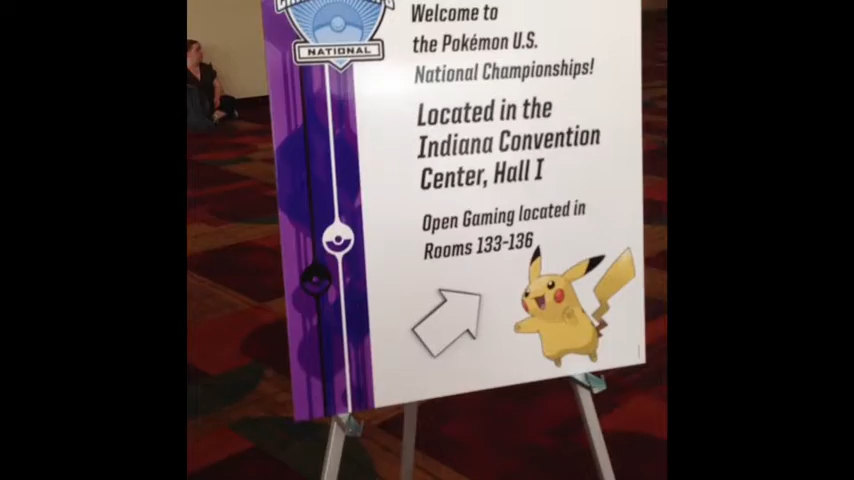 NATIONAL
Welcome to
the Pokémon U.S.
National Championships!
Located in the
Indiana Convention
Center, Hall I
Open Gaming located in
Rooms 133-136